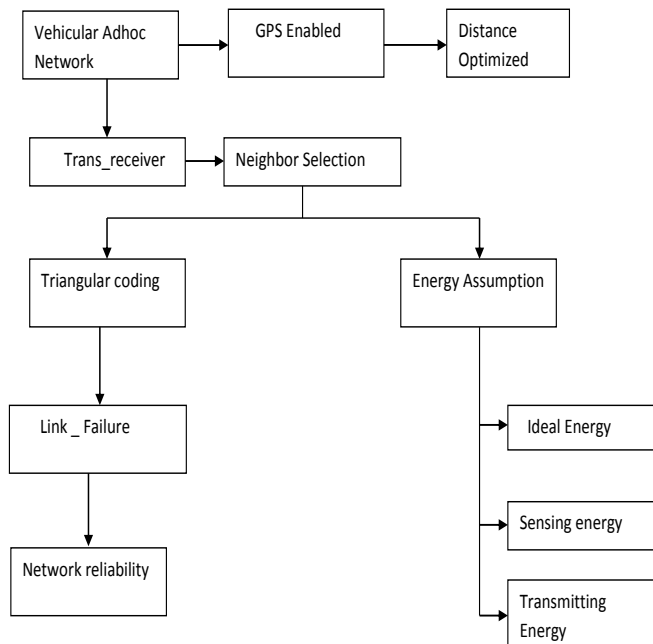 Vehicular Adhoc
Network
GPS Enabled
Distance
Optimized
Trans_receiver
Neighbor Selection
Triangular coding
Energy Assumption
Link _ Failure
Ideal Energy
Sensing energy
Network reliability
Transmitting
Energy